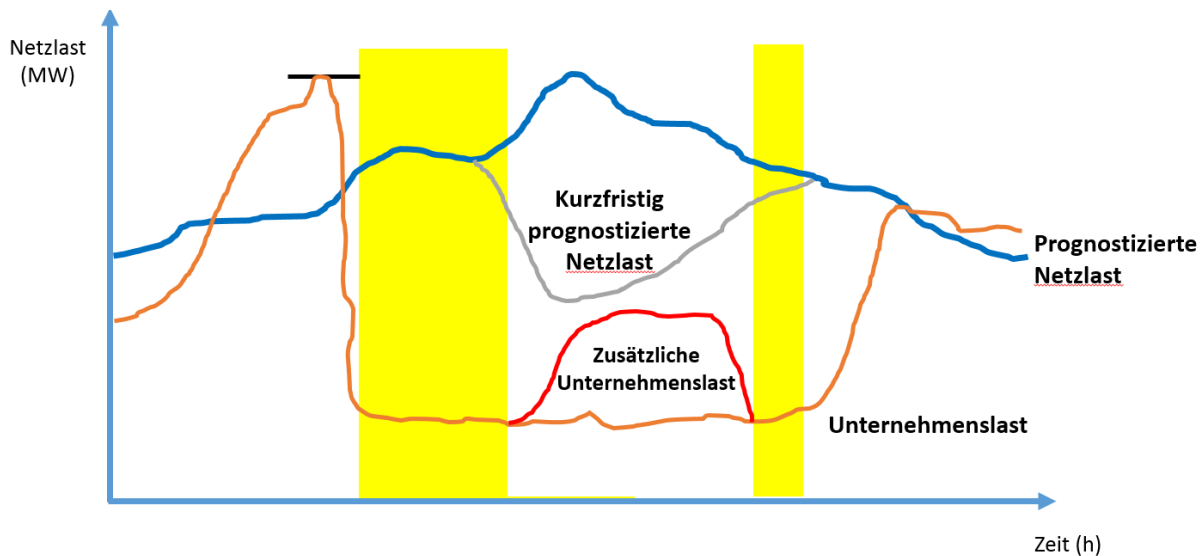 Netzlast
(MW)
Kurzfristig
prognostizierte
Netzlast
Prognostizierte
Netzlast
Zusätzliche
Unternehmenslast
Unternehmenslast
Zeit (h)